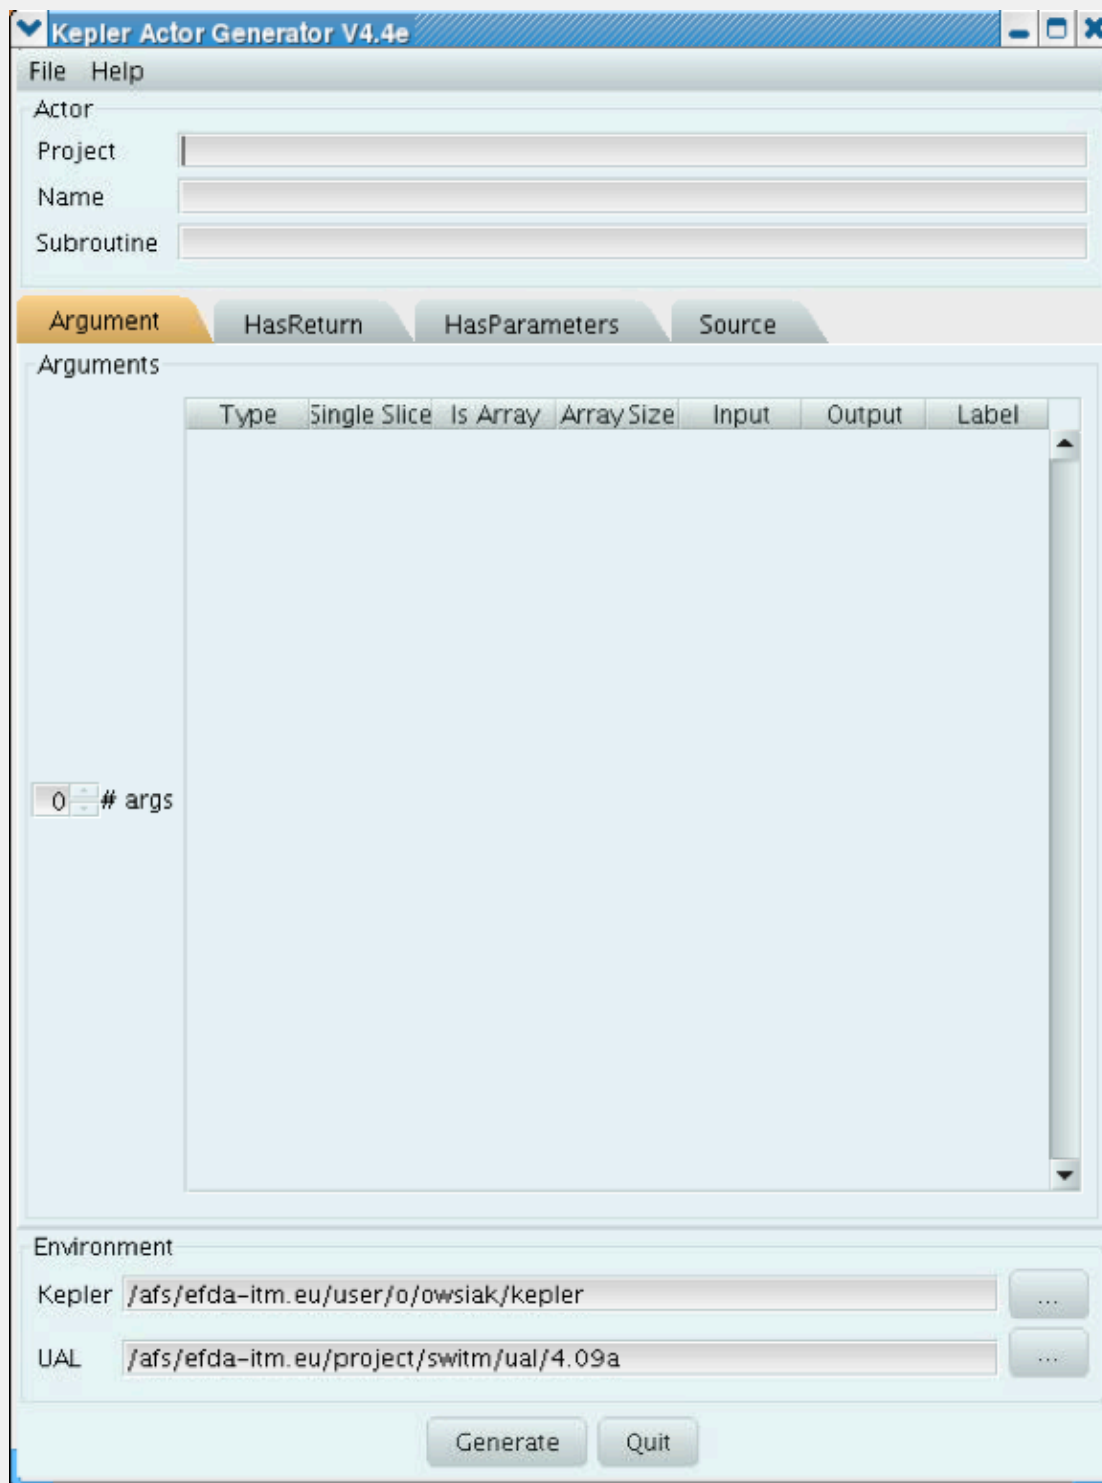 Kepler Actor Generator V4.4e
File Help
Actor
Project
Name
Subroutine
Argument HasReturn HasParameters Source
Arguments
Type Single Slice Is Array Array Size Input Output Label
0 # args
Environment
Kepler /afs/efda-itm.eu/user/o/owsiak/kepler ...
UAL /afs/efda-itm.eu/project/switm/ual/4.09a ...
Generate Quit